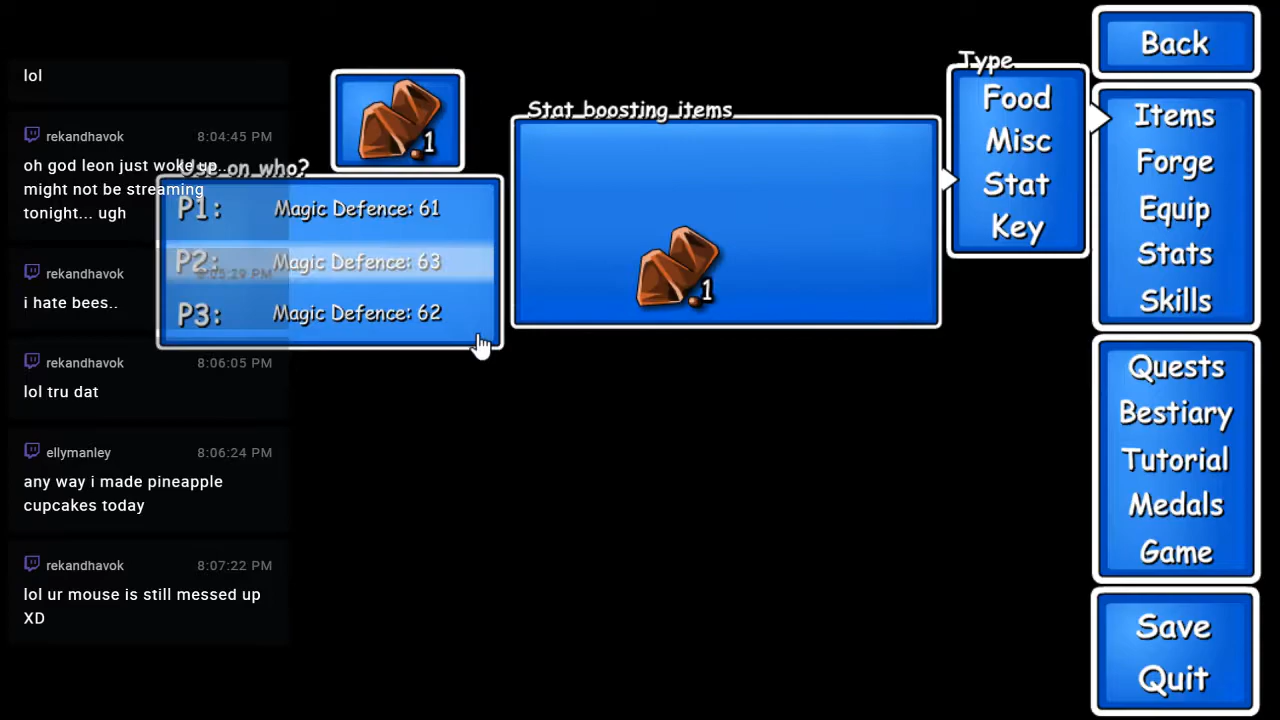 lol
rekandhavok 8:04:45 PM
oh god leon just woke up..
might not be streaming
tonight... ugh
rekandhavok 8:05:29 PM
i hate bees..
rekandhavok 8:06:05 PM
lol tru dat
ellymanley 8:06:24 PM
any way i made pineapple
cupcakes today
rekandhavok 8:07:22 PM
lol ur mouse is still messed up
XD
1
Use on who?
P1: Magic Defence: 61
P2: Magic Defence: 63
P3: Magic Defence: 62
Stat boosting items
1
Type
Food
Misc
Stat
Key
Back
Items
Forge
Equip
Stats
Skills
Quests
Bestiary
Tutorial
Medals
Game
Save
Quit